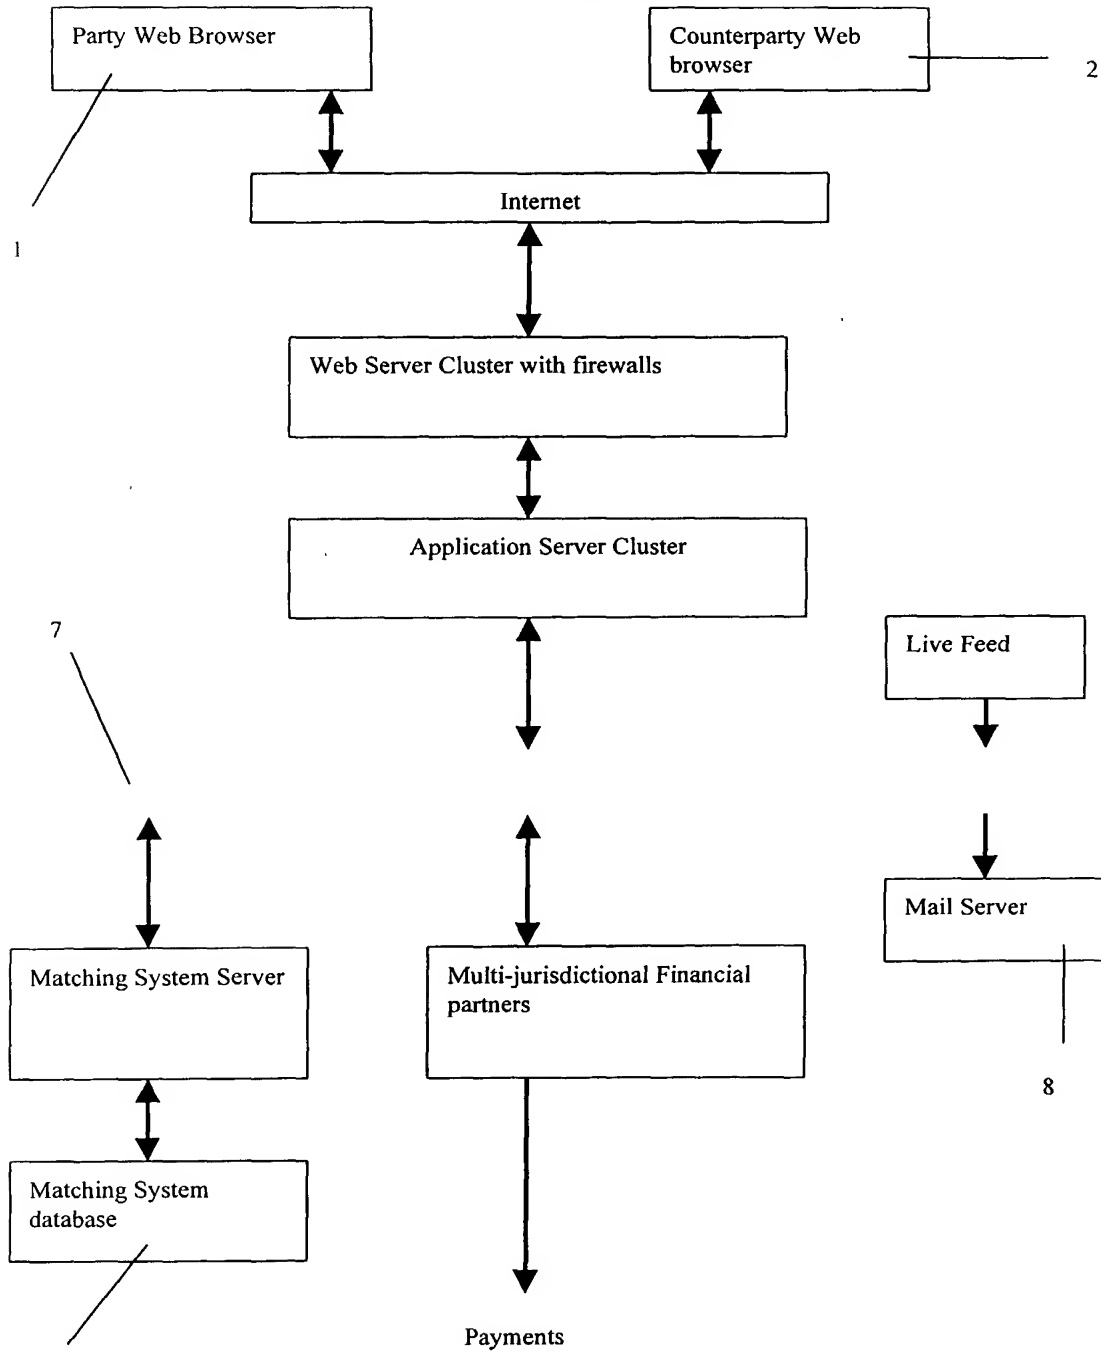 Party Web Browser
Counterparty Web
browser
2
Internet
1
Web Server Cluster with firewalls
Application Server Cluster
7
Live Feed
Mail Server
Matching System Server
Multi-jurisdictional Financial
partners
8
Matching System
database
Payments